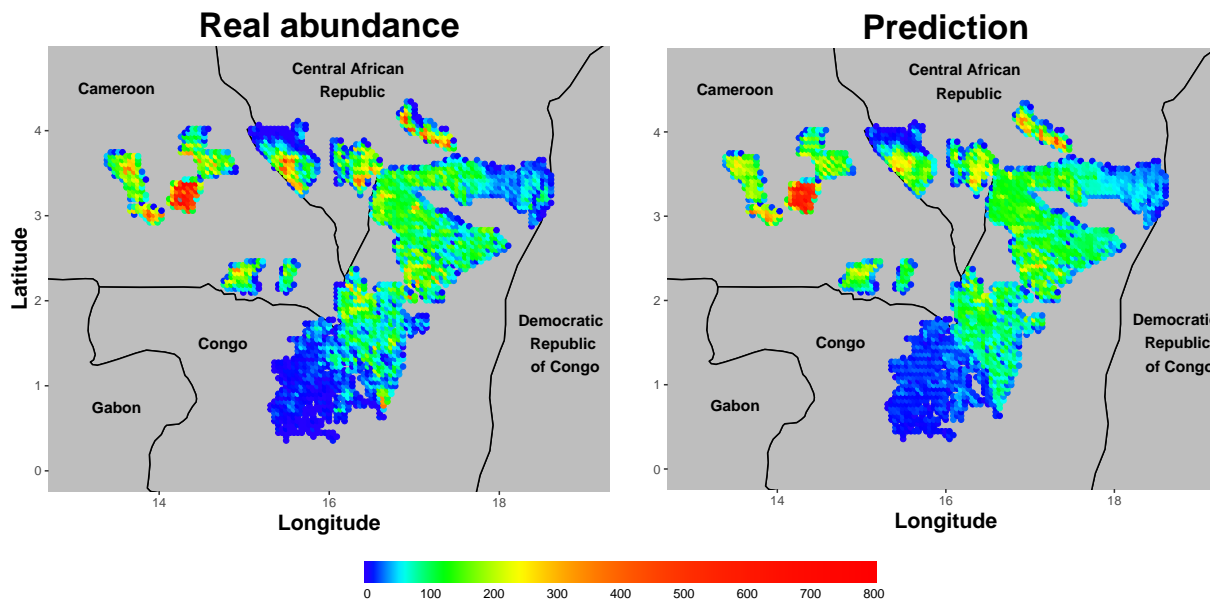 Real abundance
Prediction
Central African
Republic
Cameroon
4
3
2
1
0
Latitude
Congo
Gabon
Democratic
Republic
of Congo
14
16
18
Longitude
Central African
Republic
Cameroon
4
3
2
1
0
Congo
Gabon
Democratic
Republic
of Congo
14
16
18
Longitude
0 100 200 300 400 500 600 700 800